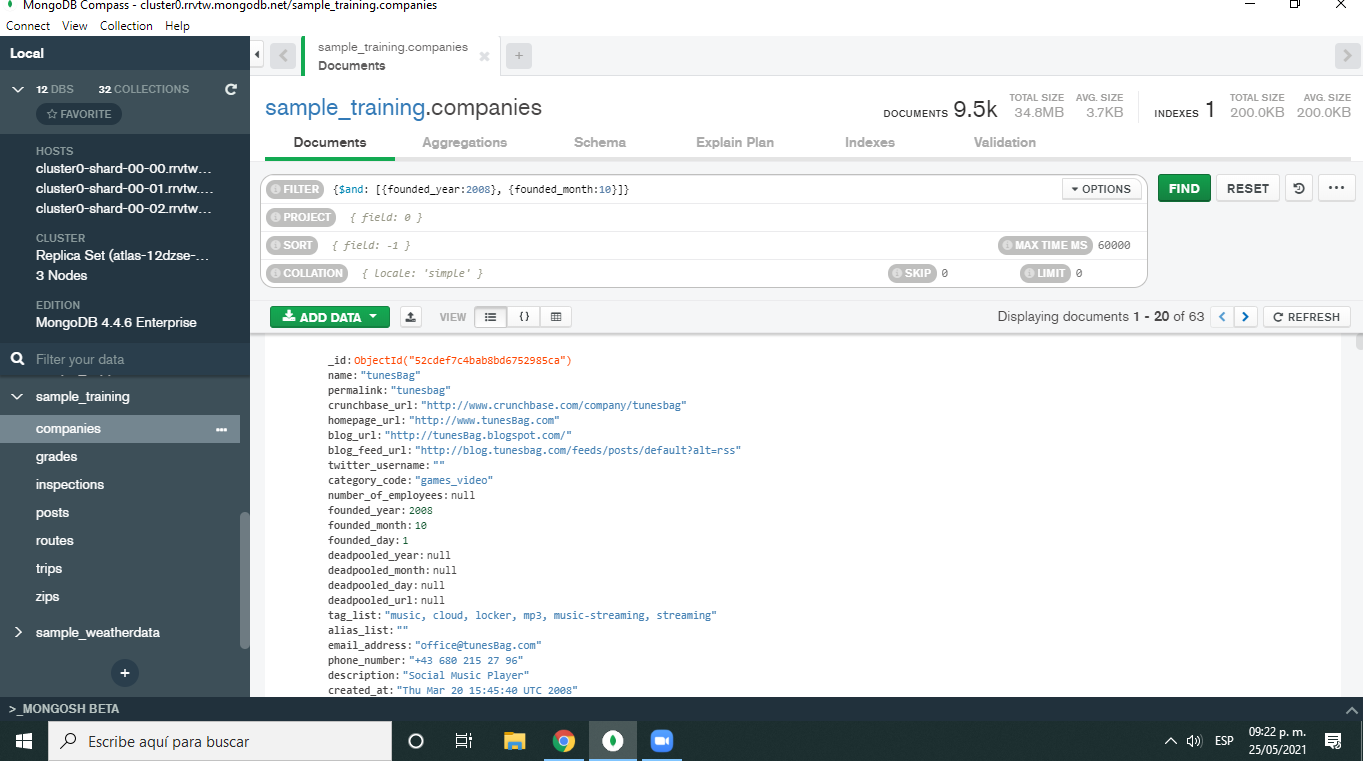 MongoDB Compass - cluster0.rrvtw.mongodb.net/sample_training.companies
Connect View Collection Help
Local
12 DBS 32 COLLECTIONS
FAVORITE
HOSTS
cluster0-shard-00-00.rrvtw...
cluster0-shard-00-01.rrvtw....
cluster0-shard-00-02.rrvtw...
CLUSTER
Replica Set (atlas-12dzse-...
3 Nodes
EDITION
MongoDB 4.4.6 Enterprise
Filter your data
sample_training
companies
grades
inspections
posts
routes
trips
zips
sample_weatherdata
sample_training.companies
Documents
sample_training.companies
DOCUMENTS 9.5k TOTAL SIZE 34.8MB AVG. SIZE 3.7KB INDEXES 1 TOTAL SIZE 200.0KB AVG. SIZE 200.0KB
Documents Aggregations Schema Explain Plan Indexes Validation
FILTER {$and: [{founded_year:2008}, {founded_month:10}]} OPTIONS FIND RESET
PROJECT { field: 0 }
SORT { field: -1 } MAX TIME MS 60000
COLLATION { locale: 'simple' } SKIP 0 LIMIT 0
ADD DATA VIEW {} Displaying documents 1 - 20 of 63 REFRESH
_id: ObjectId("52cdef7c4bab8bd6752985ca")
name: "tunesBag"
permalink: "tunesbag"
crunchbase_url: "http://www.crunchbase.com/company/tunesbag"
homepage_url: "http://www.tunesBag.com"
blog_url: "http://tunesBag.blogspot.com/"
blog_feed_url: "http://blog.tunesbag.com/feeds/posts/default?alt=rss"
twitter_username: ""
category_code: "games_video"
number_of_employees: null
founded_year: 2008
founded_month: 10
founded_day: 1
deadpooled_year: null
deadpooled_month: null
deadpooled_day: null
deadpooled_url: null
tag_list: "music, cloud, locker, mp3, music-streaming, streaming"
alias_list: ""
email_address: "office@tunesBag.com"
phone_number: "+43 680 215 27 96"
description: "Social Music Player"
created_at: "Thu Mar 20 15:45:40 UTC 2008"
>_MONGOSH BETA
Escribe aquí para buscar
ESP
09:22 p. m.
25/05/2021